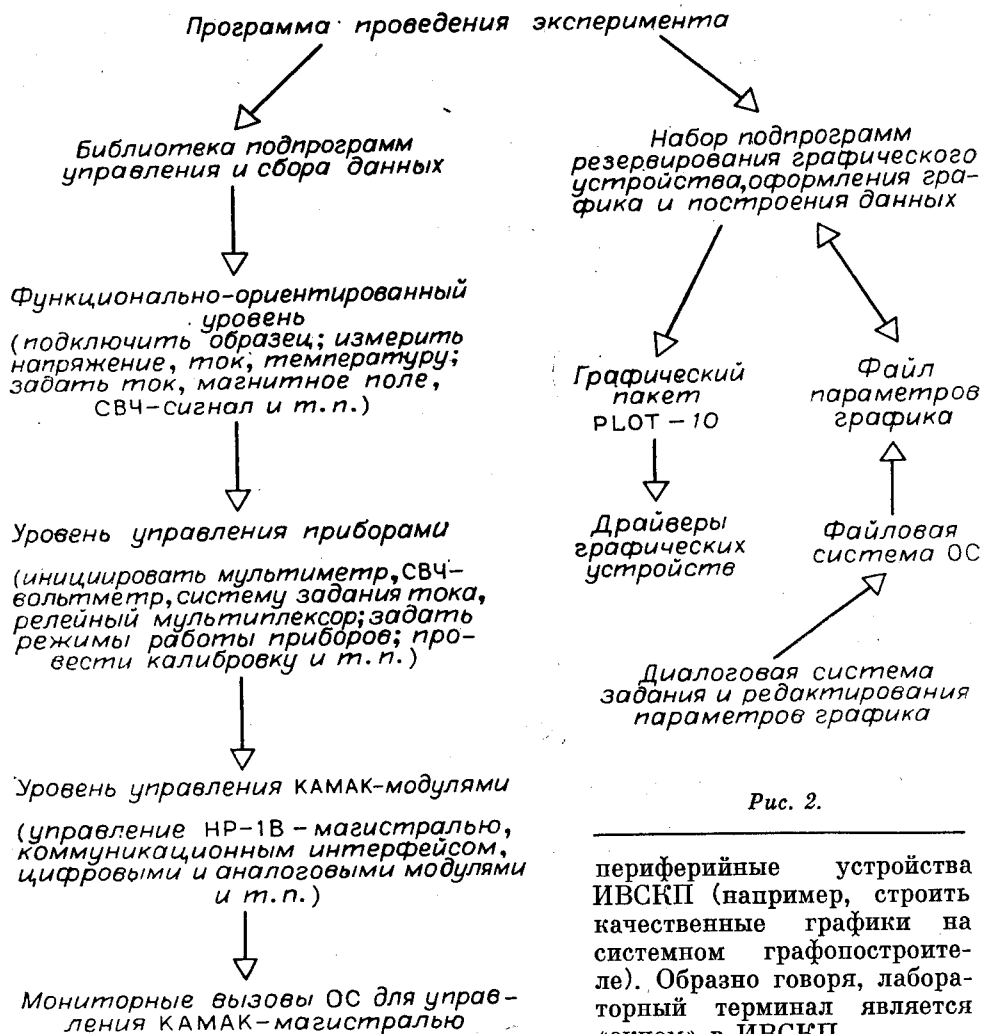 Программа проведения эксперимента
Библиотека подпрограмм
управления и сбора данных
Функционально-ориентированный
уровень
(подключить образец; измерить
напряжение, ток, температуру;
задать ток, магнитное поле,
СВЧ-сигнал и т.п.)
Уровень управления приборами
(инициировать мультиметр, СВЧ-
вольтметр, систему задания тока,
релейный мультиплексор; задать
режимы работы приборов; про-
вести калибровку и т.п.)
Уровень управления КАМАК-модулями
(управление HP-1B – магистралью,
коммуникационным интерфейсом,
цифровыми и аналоговыми модулями
и т.п.)
Мониторные вызовы ОС для управ-
ления КАМАК-магистралью
Набор подпрограмм
резервирования графического
устройства, оформления гра-
фика и построения данных
Графический
пакет
PLOT – 10
Файл
параметров
графика
Драйверы
графических
устройств
Файловая
система ОС
Диалоговая система
задания и редактирования
параметров графика
Рис. 2.
периферийные устройства
ИВСКП (например, строить
качественные графики на
системном графопостроите-
ле). Образно говоря, лабора-
торный терминал является
«окном» в ИВСКП